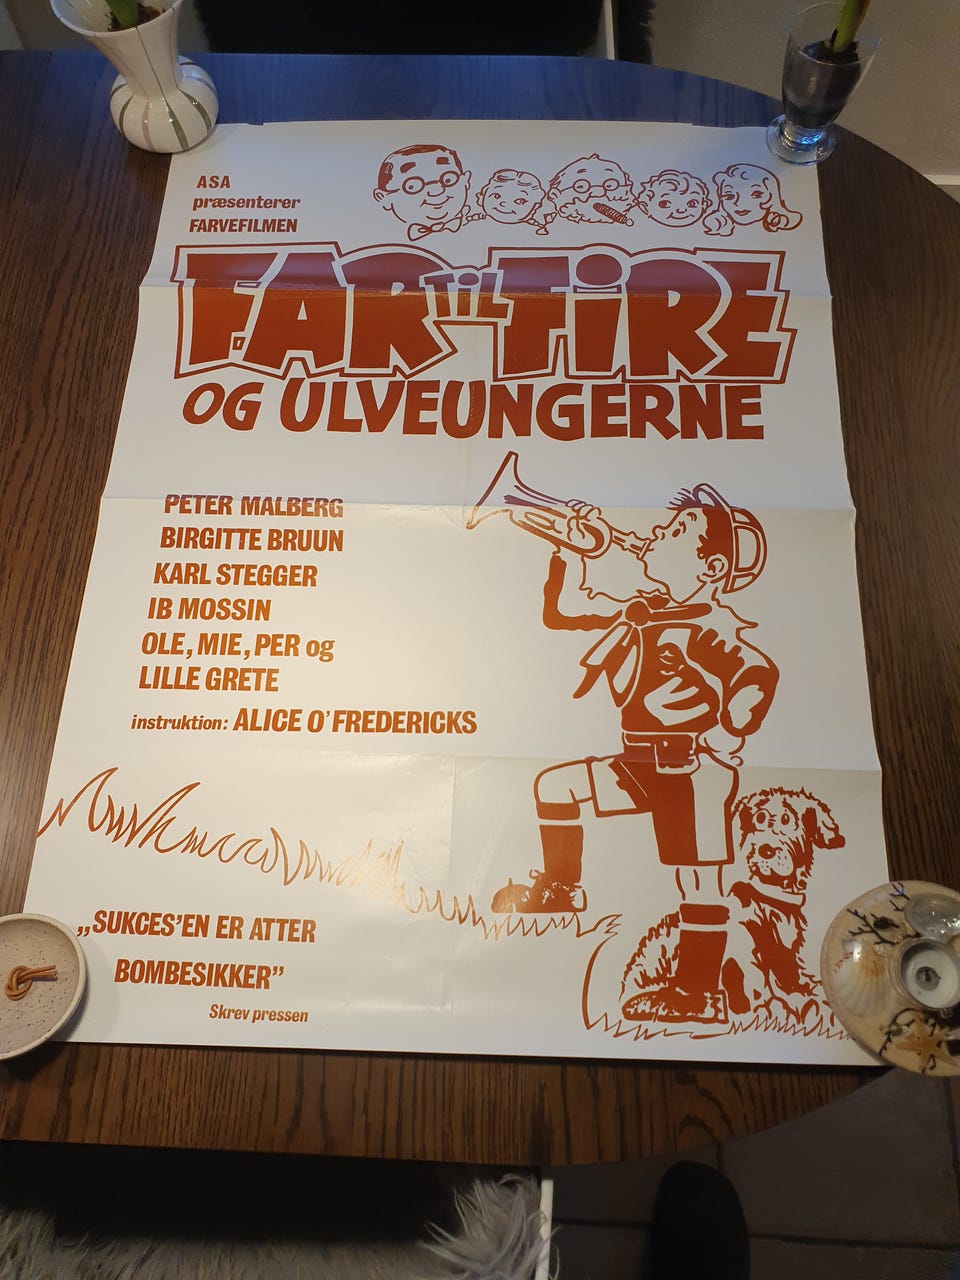 ASA
præsenterer
FARVEFILMEN
FAR TiL FiRE
OG ULVEUNGERNE
PETER MALBERG
BIRGITTE BRUUN
KARL STEGGER
IB MOSSIN
OLE, MIE, PER og
LILLE GRETE
instruktion: ALICE O'FREDERICKS
„SUKCES'EN ER ATTER
BOMBESIKKER”
Skrev pressen